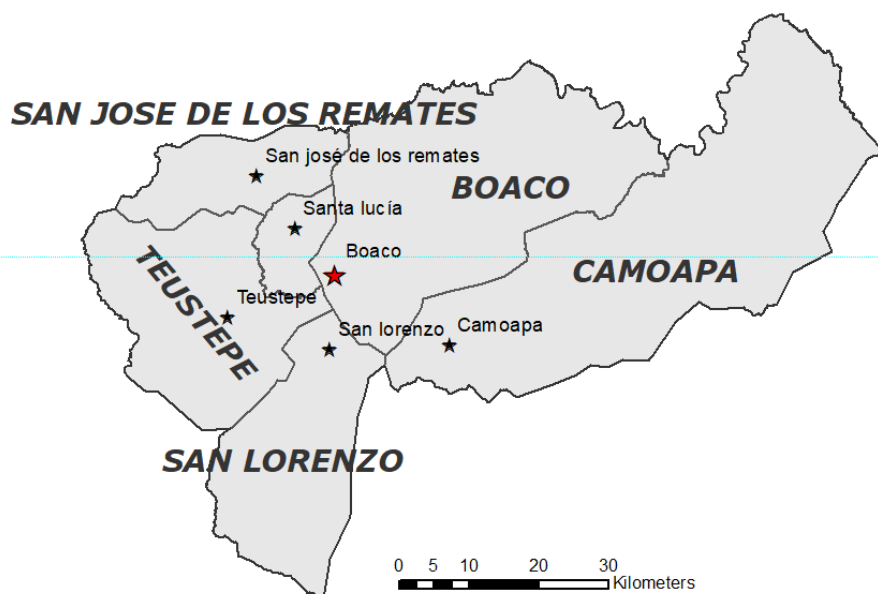 SAN JOSE DE LOS REMATES
San josé de los remates
BOACO
Santa lucía
Boaco
CAMOAPA
TEUSTEPE
Teustepe
San lorenzo
Camoapa
SAN LORENZO
0 5 10 20 30
Kilometers